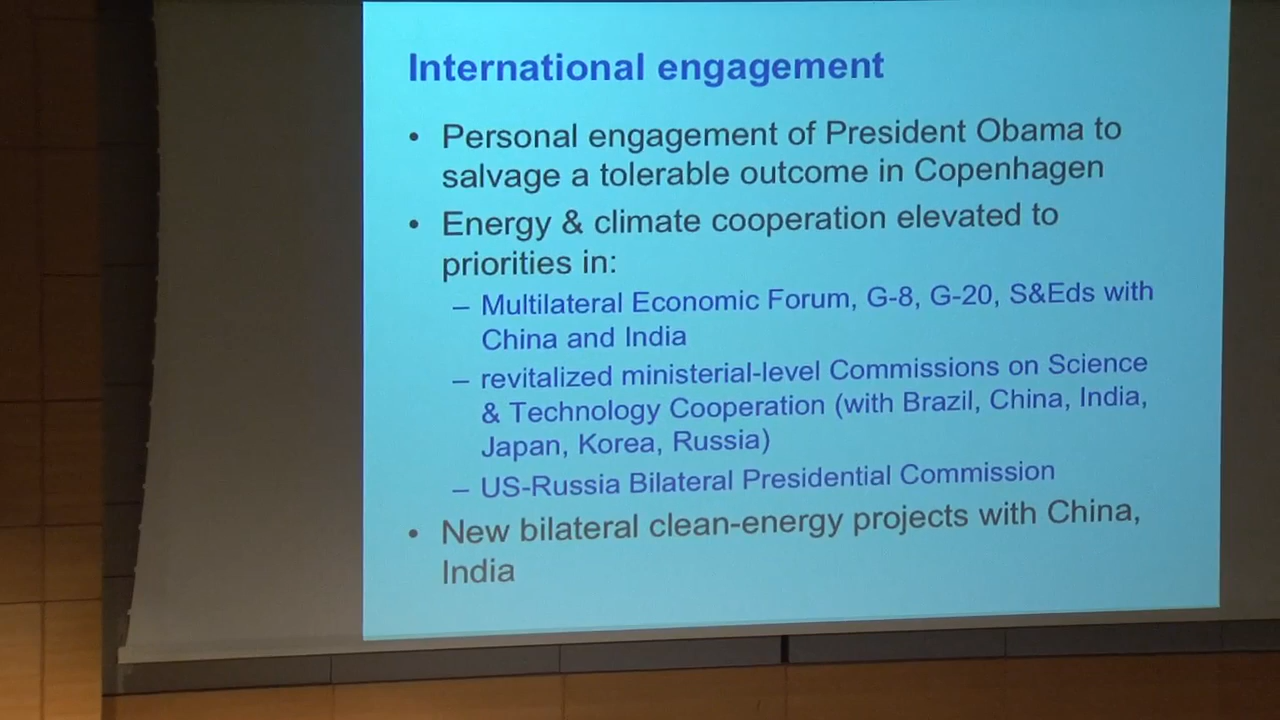 International engagement
• Personal engagement of President Obama to
salvage a tolerable outcome in Copenhagen
• Energy & climate cooperation elevated to
priorities in:
– Multilateral Economic Forum, G-8, G-20, S&Eds with
China and India
– revitalized ministerial-level Commissions on Science
& Technology Cooperation (with Brazil, China, India,
Japan, Korea, Russia)
– US-Russia Bilateral Presidential Commission
• New bilateral clean-energy projects with China,
India